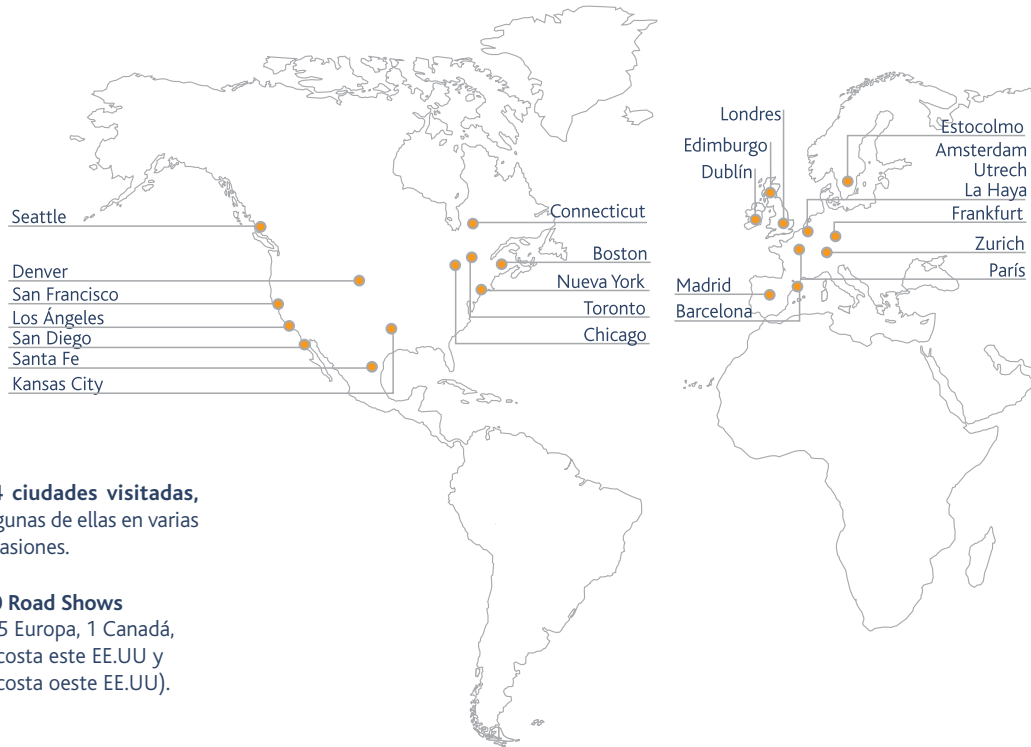 Seattle
Denver
San Francisco
Los Ángeles
San Diego
Santa Fe
Kansas City
Connecticut
Boston
Nueva York
Toronto
Chicago
Londres
Edimburgo
Dublín
Madrid
Barcelona
Estocolmo
Amsterdam
Utrech
La Haya
Frankfurt
Zurich
París
4 ciudades visitadas,
gunas de ellas en varias
asiones.
Road Shows
5 Europa, 1 Canadá,
costa este EE.UU y
costa oeste EE.UU).